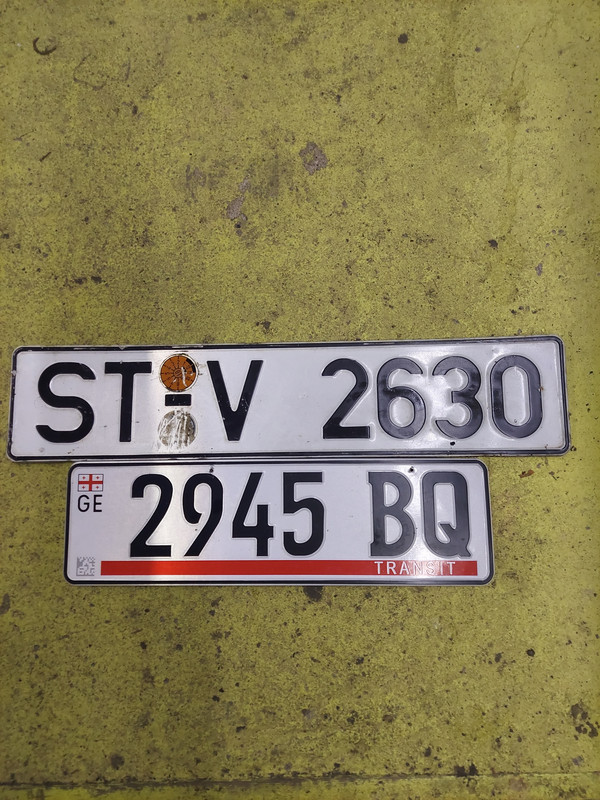 ST-V 2630
GE
2945 BQ
TRANSIT